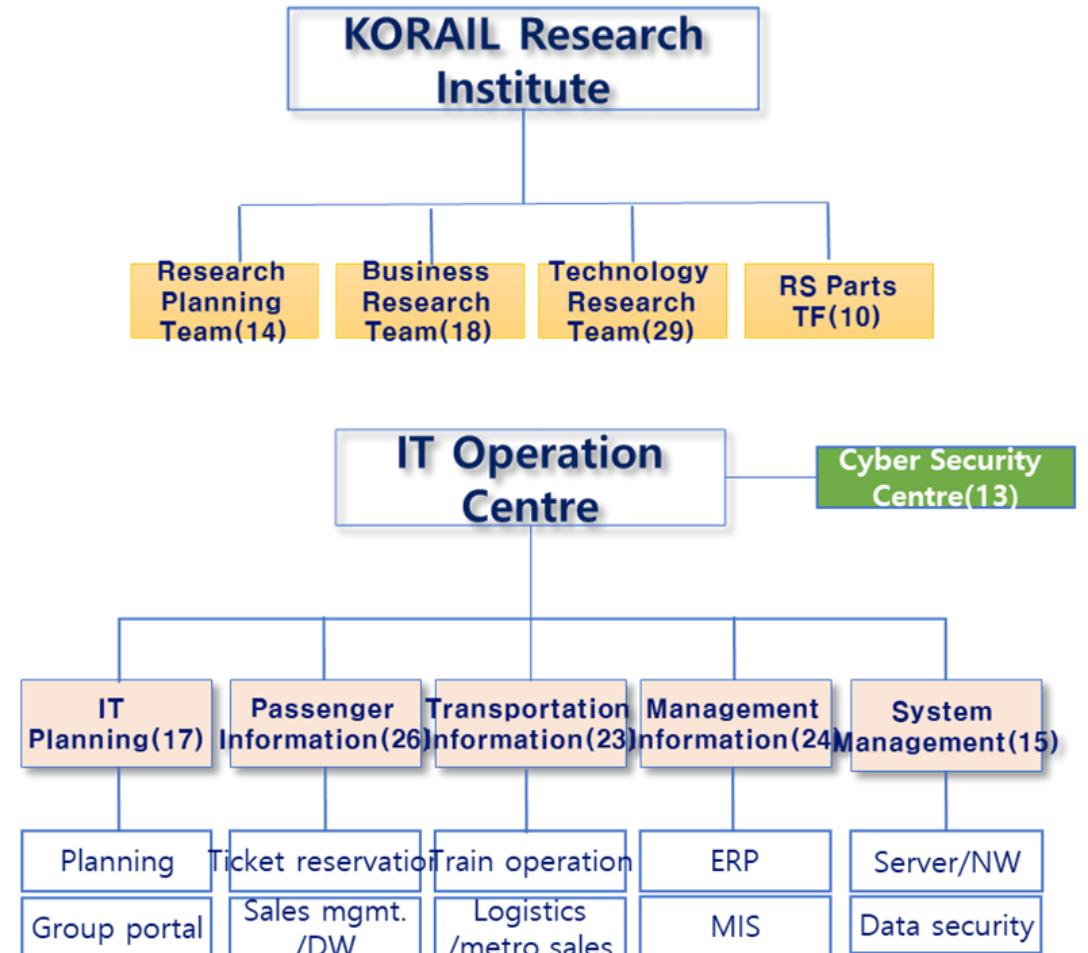 KORAIL Research
Institute
Research
Planning
Team(14)
Business
Research
Team(18)
Technology
Research
Team(29)
RS Parts
TF(10)
IT Operation
Centre
Cyber Security
Centre(13)
IT
Planning(17)
Passenger
Information(26)
Transportation
Information(23)
Management
Information(24)
System
Management(15)
Planning
Ticket reservation
Train operation
ERP
Server/NW
Group portal
Sales mgmt.
/DW
Logistics
/metro sales
MIS
Data security